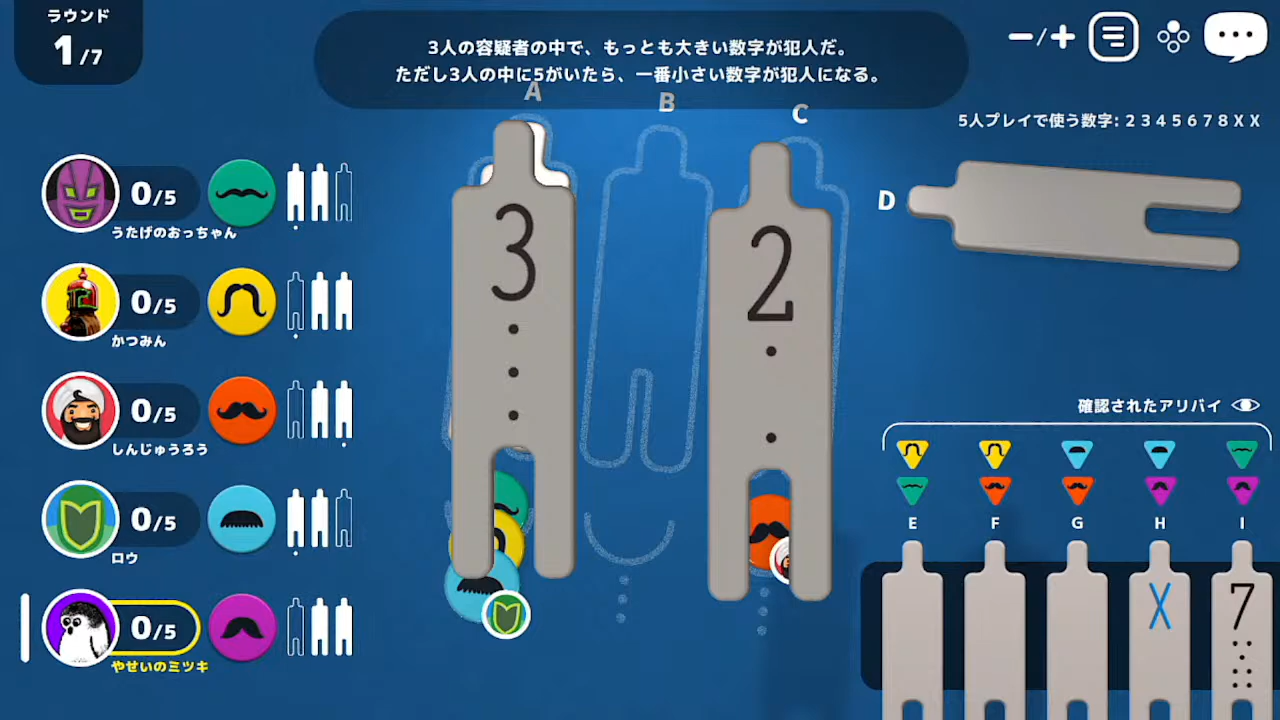 ラウンド
1/7
3人の容疑者の中で、もっとも大きい数字が犯人だ。
ただし3人の中に5がいたら、一番小さい数字が犯人になる。
−/+
A
B
C
5人プレイで使う数字: 2 3 4 5 6 7 8 X X
D
3
2
0/5
うたげのおっちゃん
0/5
かつみん
0/5
しんじゅうろう
0/5
ロウ
0/5
やせいのミツキ
確認されたアリバイ
E
F
G
H
I
X
7